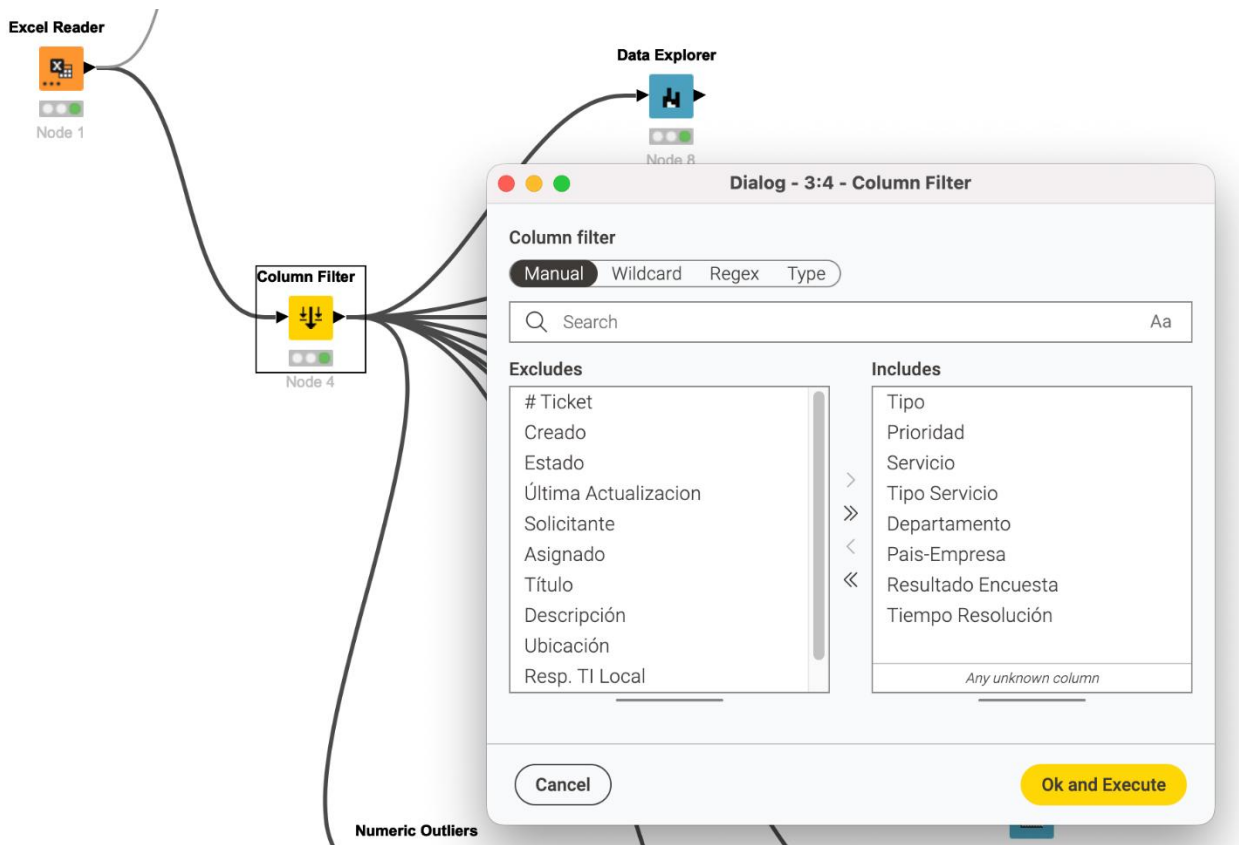 Excel Reader
Node 1
Data Explorer
Node 8
Column Filter
Node 4
Numeric Outliers
Dialog - 3:4 - Column Filter
Column filter
Manual Wildcard Regex Type
Search Aa
Excludes
# Ticket
Creado
Estado
Última Actualizacion
Solicitante
Asignado
Título
Descripción
Ubicación
Resp. TI Local
Includes
Tipo
Prioridad
Servicio
Tipo Servicio
Departamento
Pais-Empresa
Resultado Encuesta
Tiempo Resolución
Any unknown column
Cancel
Ok and Execute